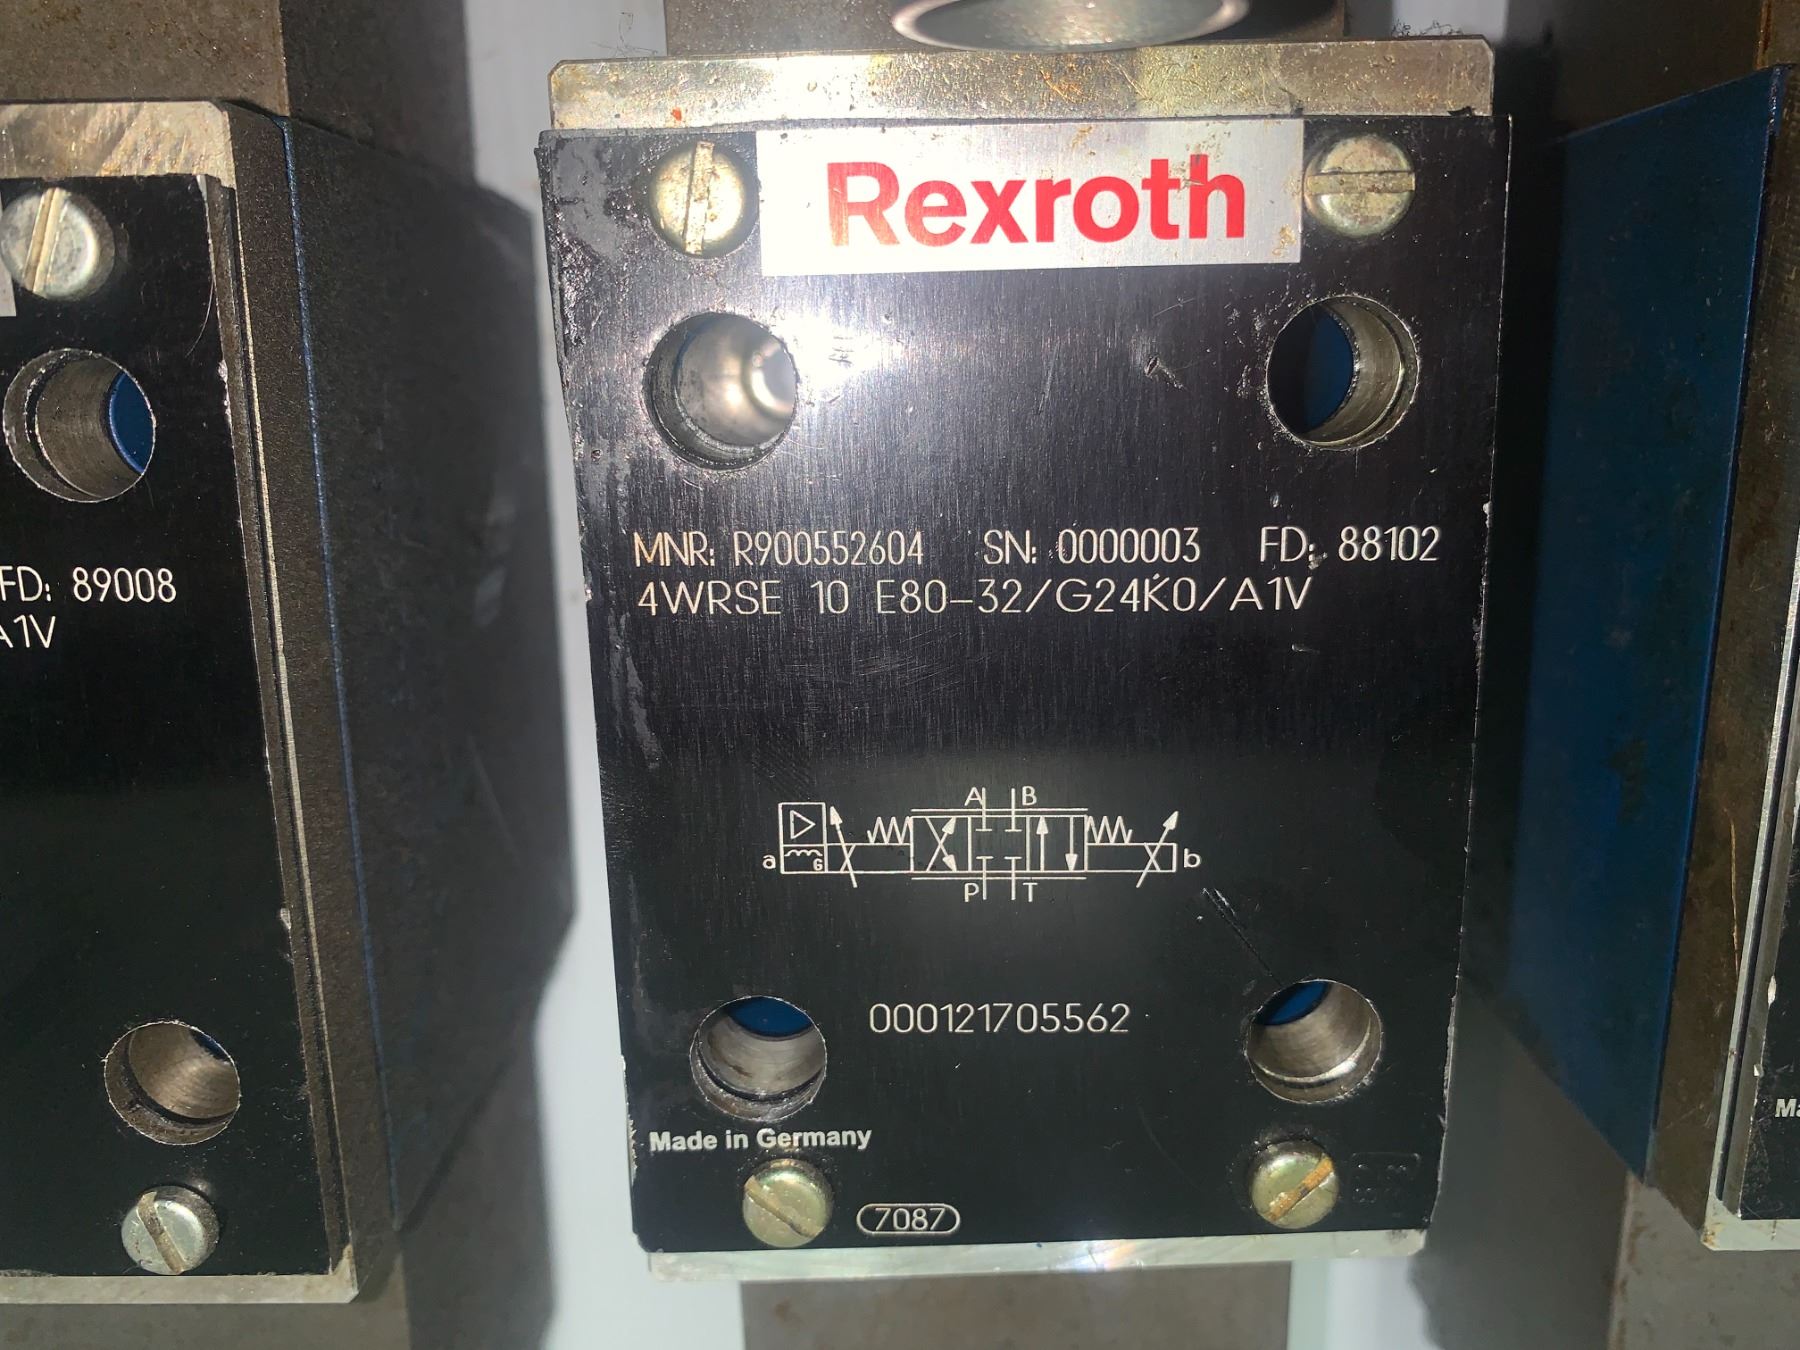 Rexroth
MNR: R900552604 SN: 0000003 FD: 88102
4WRSE 10 E80-32/G24K0/A1V
A B
a G b
P T
000121705562
Made in Germany
7087
FD: 89008
A1V